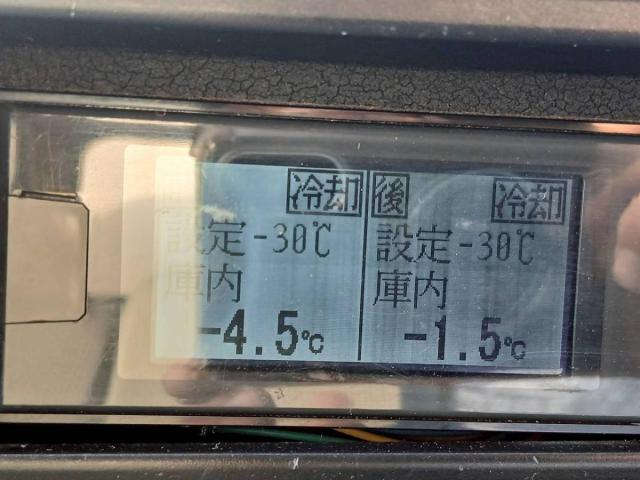 冷却
設定-30℃
庫内
-4.5℃
後 冷却
設定-30℃
庫内
-1.5℃